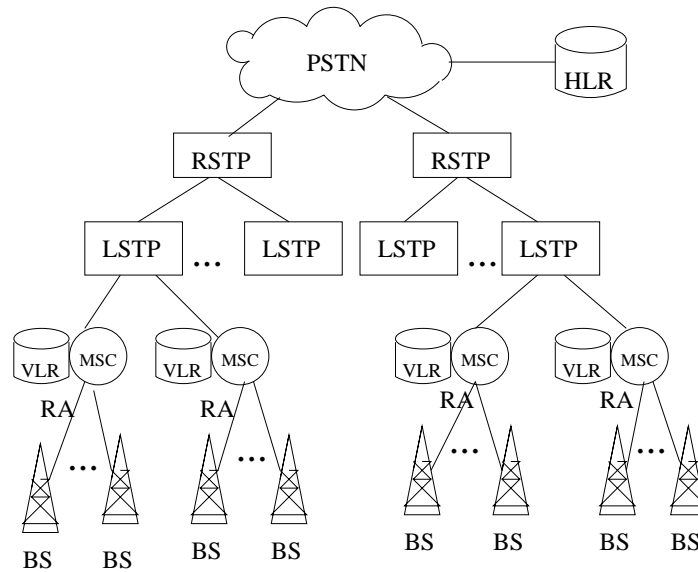 PSTN
HLR
RSTP RSTP
LSTP ... LSTP LSTP ... LSTP
VLR MSC VLR MSC VLR MSC VLR MSC
RA RA RA RA
... ... ... ...
BS BS BS BS BS BS BS BS